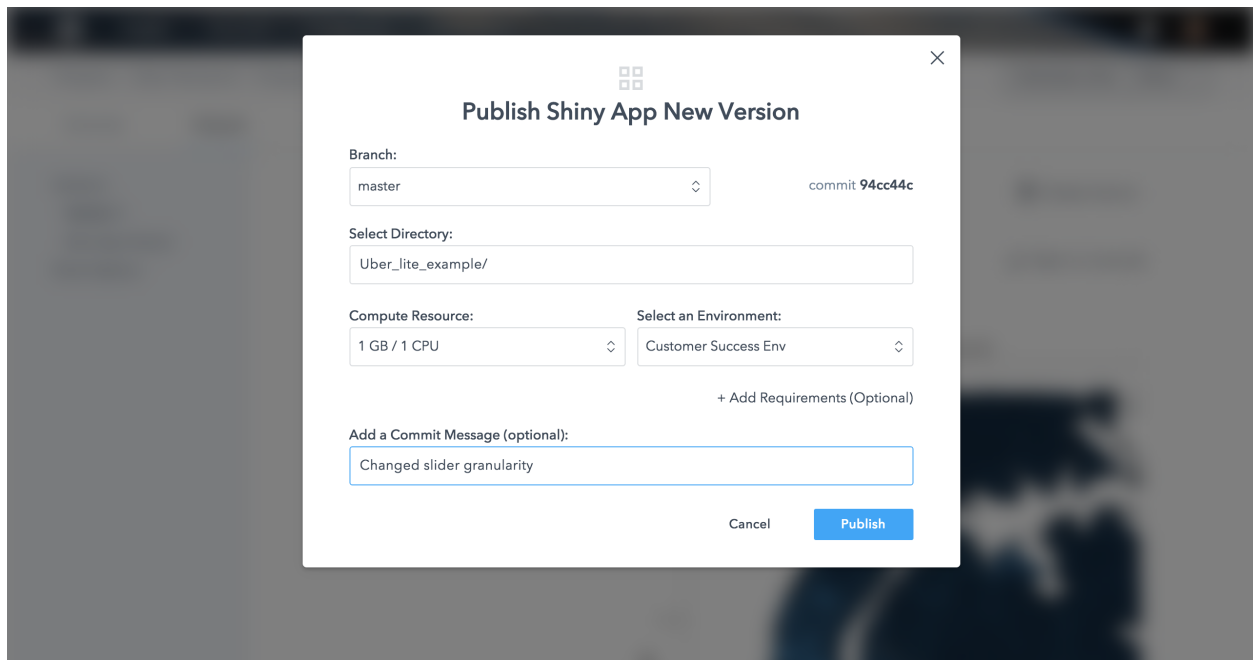 Publish Shiny App New Version
Branch:
master
commit 94cc44c
Select Directory:
Uber_lite_example/
Compute Resource: Select an Environment:
1 GB / 1 CPU Customer Success Env
+ Add Requirements (Optional)
Add a Commit Message (optional):
Changed slider granularity
Cancel Publish